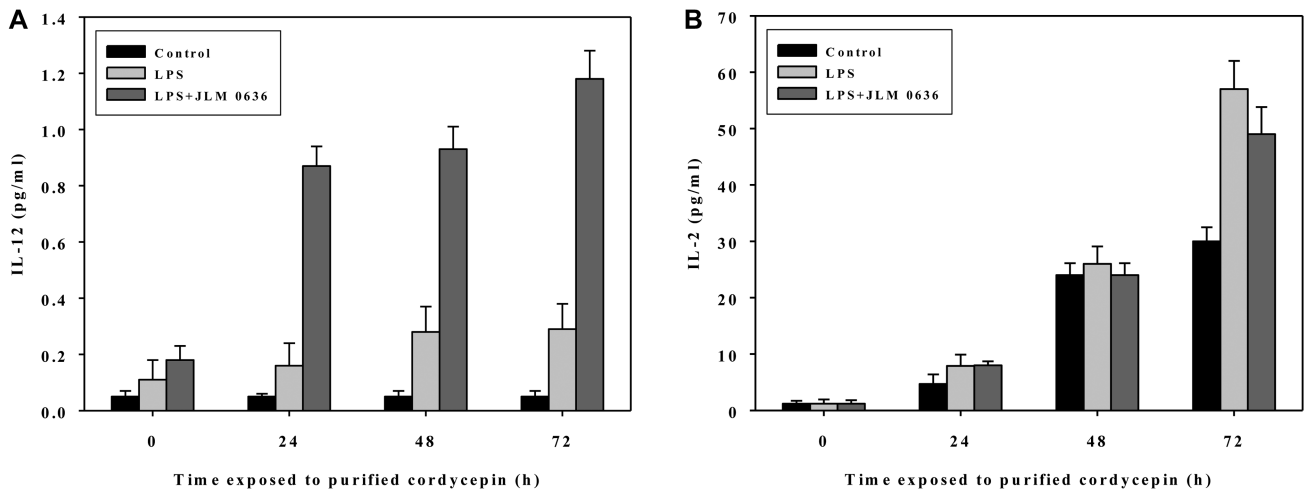 A
Control
LPS
LPS+JLM 0636
IL-12 (pg/ml)
1.4
1.2
1.0
0.8
0.6
0.4
0.2
0.0
0 24 48 72
Time exposed to purified cordycepin (h)
B
Control
LPS
LPS+JLM 0636
IL-2 (pg/ml)
70
60
50
40
30
20
10
0
0 24 48 72
Time exposed to purified cordycepin (h)